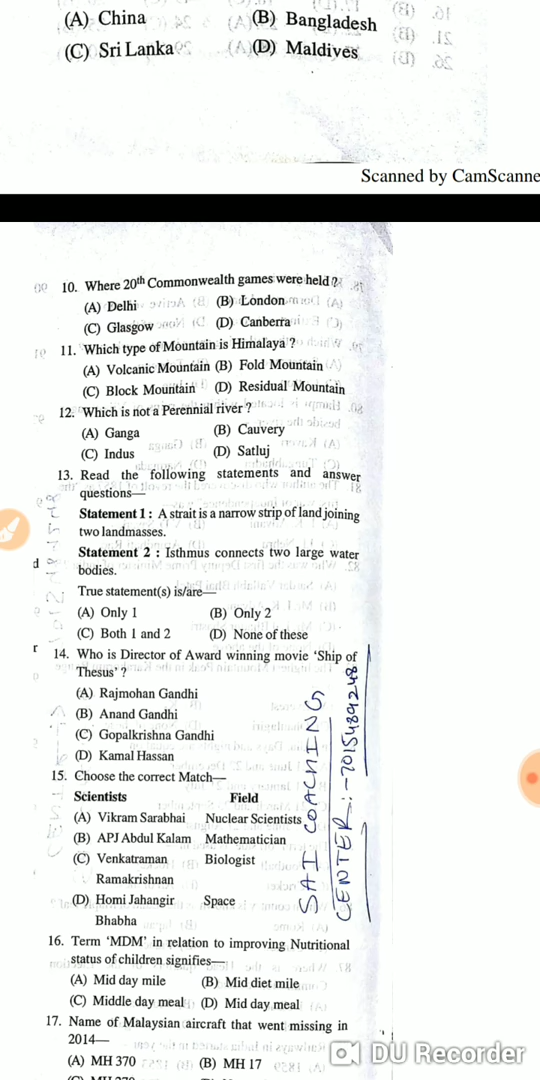 (A) China (B) Bangladesh
(C) Sri Lanka (D) Maldives
Scanned by CamScanne
10. Where 20th Commonwealth games were held ?
(A) Delhi (B) London
(C) Glasgow (D) Canberra
11. Which type of Mountain is Himalaya ?
(A) Volcanic Mountain (B) Fold Mountain
(C) Block Mountain (D) Residual Mountain
12. Which is not a Perennial river ?
(A) Ganga (B) Cauvery
(C) Indus (D) Satluj
13. Read the following statements and answer
questions—
Statement 1 : A strait is a narrow strip of land joining
two landmasses.
Statement 2 : Isthmus connects two large water
bodies.
d
True statement(s) is/are—
(A) Only 1 (B) Only 2
(C) Both 1 and 2 (D) None of these
r
14. Who is Director of Award winning movie ‘Ship of
Thesus’ ?
(A) Rajmohan Gandhi
(B) Anand Gandhi
(C) Gopalkrishna Gandhi
(D) Kamal Hassan
15. Choose the correct Match—
Scientists Field
(A) Vikram Sarabhai Nuclear Scientists
(B) APJ Abdul Kalam Mathematician
(C) Venkatraman Biologist
Ramakrishnan
(D) Homi Jahangir Space
Bhabha
SAI COACHING
CENTER :- 7015489248
16. Term ‘MDM’ in relation to improving Nutritional
status of children signifies—
(A) Mid day mile (B) Mid diet mile
(C) Middle day meal (D) Mid day meal
17. Name of Malaysian aircraft that went missing in
2014—
(A) MH 370 (B) MH 17
DU Recorder